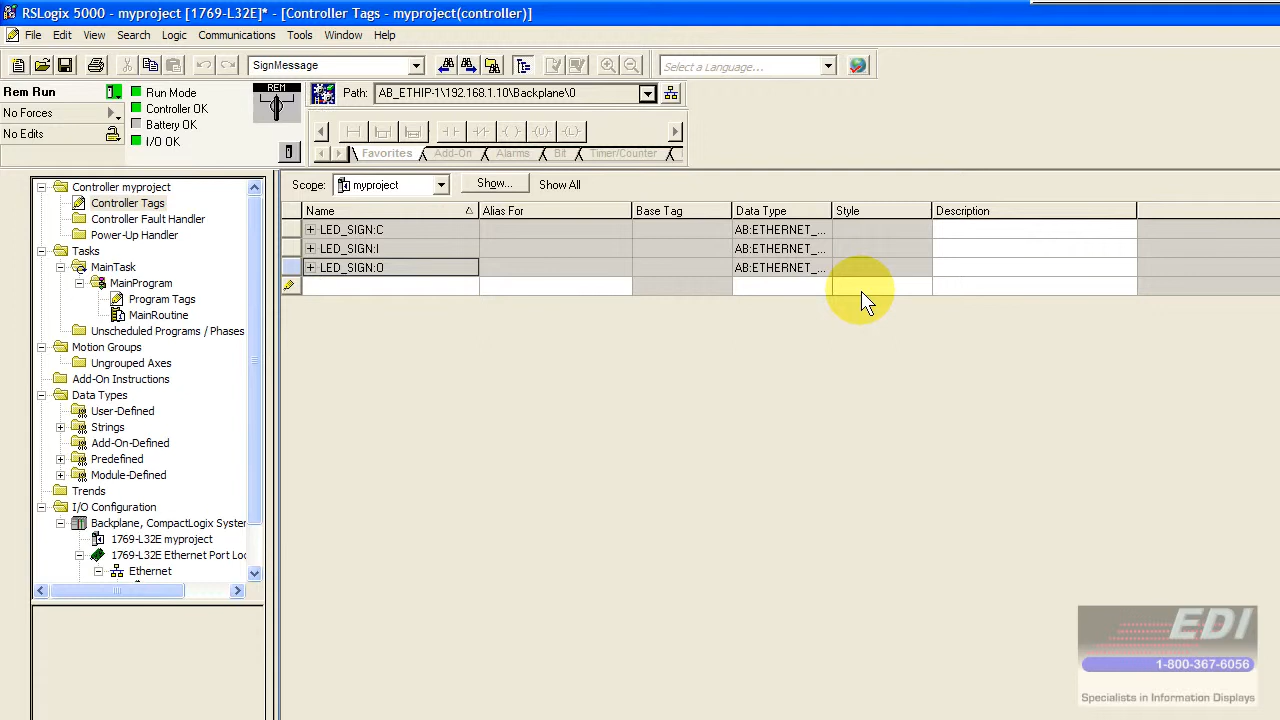 RSLogix 5000 - myproject [1769-L32E]* - [Controller Tags - myproject(controller)]
File Edit View Search Logic Communications Tools Window Help
SignMessage Select a Language...
Rem Run Run Mode REM Path: AB_ETHIP-1\192.168.1.10\Backplane\0
No Forces Controller OK
Battery OK
No Edits I/O OK
Favorites Add-On Alarms Bit Timer/Counter
Scope: myproject Show... Show All
Name Alias For Base Tag Data Type Style Description
LED_SIGN:C AB:ETHERNET_...
LED_SIGN:I AB:ETHERNET_...
LED_SIGN:O AB:ETHERNET_...
Controller myproject
Controller Tags
Controller Fault Handler
Power-Up Handler
Tasks
MainTask
MainProgram
Program Tags
MainRoutine
Unscheduled Programs / Phases
Motion Groups
Ungrouped Axes
Add-On Instructions
Data Types
User-Defined
Strings
Add-On-Defined
Predefined
Module-Defined
Trends
I/O Configuration
Backplane, CompactLogix System
1769-L32E myproject
1769-L32E Ethernet Port Loc
Ethernet
EDI
1-800-367-6056
Specialists in Information Displays